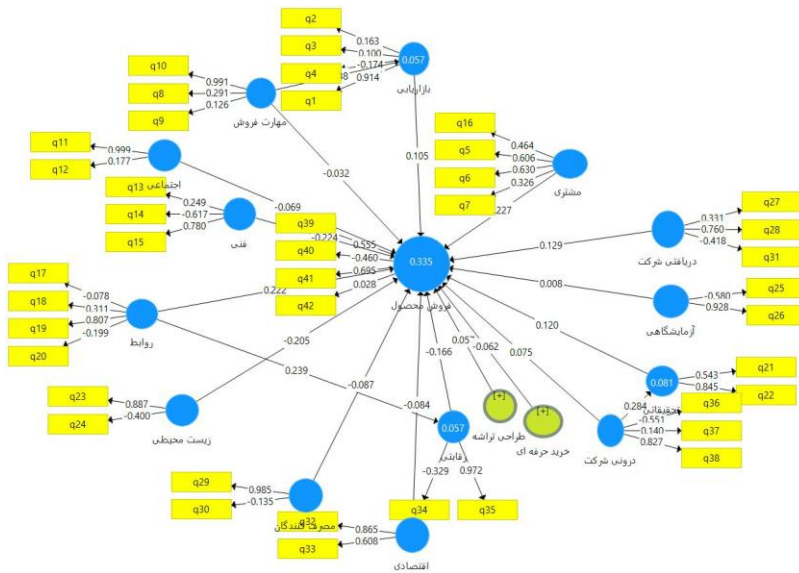 q2
q3
q4
q1
0.163
0.100
-0.174
0.914
0.057
بازاریابی
q10
q8
q9
0.991
0.291
0.126
مهارت فروش
q11
q12
0.999
0.177
اجتماعی
q13
q14
q15
0.249
-0.617
0.780
فنی
q16
q5
q6
q7
0.464
0.606
0.630
0.326
مشتری
0.105
-0.032
-0.069
-0.224
0.227
q39
q40
q41
q42
0.555
-0.460
0.695
0.028
0.335
فروش محصول
q27
q28
q31
0.331
0.760
-0.418
دریافتی شرکت
0.129
q25
q26
-0.580
0.928
آزمایشگاهی
0.008
q17
q18
q19
q20
-0.078
0.311
0.807
-0.199
روابط
0.222
0.239
-0.205
q23
q24
0.887
-0.400
زیست محیطی
-0.087
-0.084
-0.166
-0.062
0.075
0.120
q21
q22
0.543
0.845
0.081
تحقیقاتی
0.284
q36
q37
q38
-0.551
0.140
0.827
درونی شرکت
[+]
طراحی تراشه
[+]
خرید حرفه ای
0.057
رقابتی
-0.329
0.972
q34
q35
q29
q30
0.985
-0.135
مصرف کنندگان
q32
q33
0.865
0.608
اقتصادی